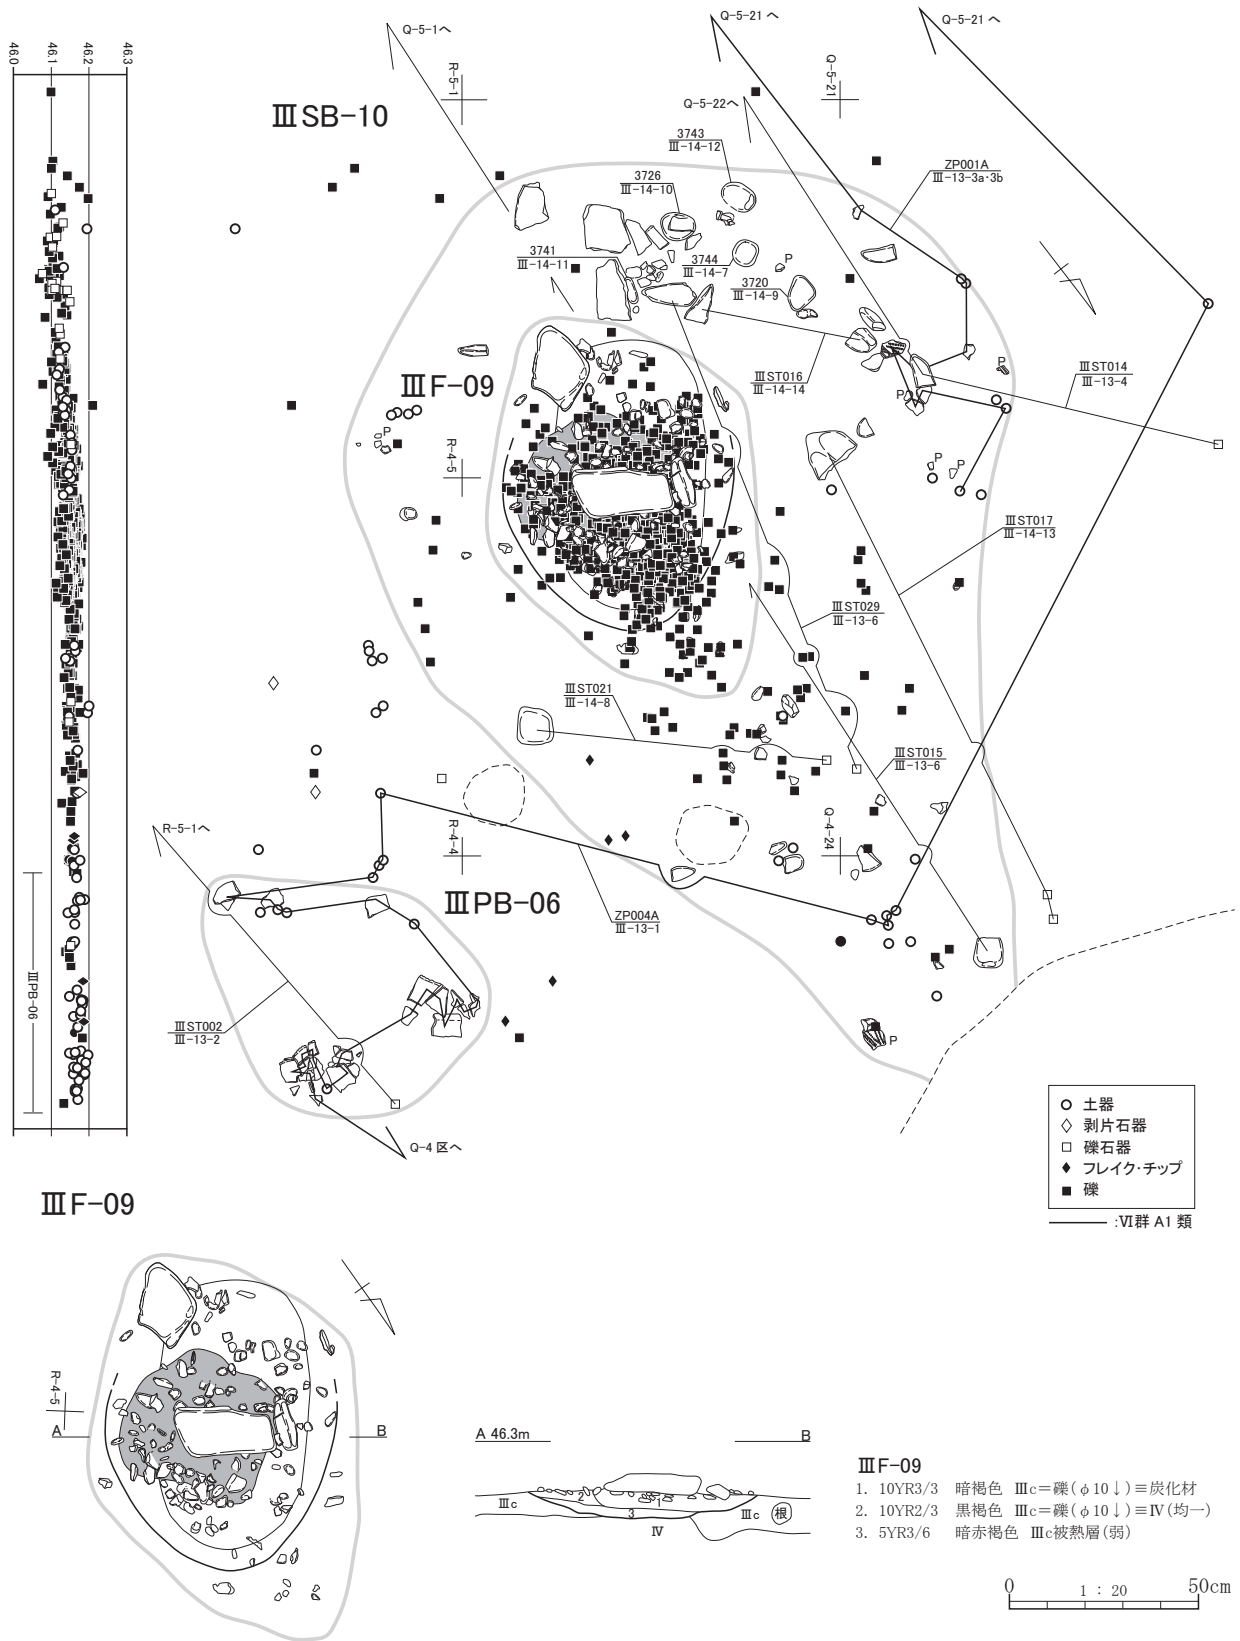 46.0
46.1
46.2
46.3
ⅢPB-06
ⅢSB-10
Q-5-1へ
R-5-1
Q-5-21へ
Q-5-21
Q-5-21へ
Q-5-22へ
3743
Ⅲ-14-12
3726
Ⅲ-14-10
ZP001A
Ⅲ-13-3a・3b
3741
Ⅲ-14-11
3744
Ⅲ-14-7
P
3720
Ⅲ-14-9
ⅢF-09
ⅢST016
Ⅲ-14-14
P
ⅢST014
Ⅲ-13-4
P
P
R-4-5
P
P
ⅢST017
Ⅲ-14-13
ⅢST029
Ⅲ-13-6
ⅢST021
Ⅲ-14-8
ⅢST015
Ⅲ-13-6
R-5-1へ
R-4-4
Q-4-24
ⅢPB-06
ZP004A
Ⅲ-13-1
ⅢST002
Ⅲ-13-2
P
Q-4区へ
土器
剥片石器
礫石器
フレイク・チップ
礫
:Ⅵ群 A1 類
ⅢF-09
R-4-5
A
B
A 46.3m
B
Ⅲc
2
1
3
Ⅳ
Ⅲc
根
ⅢF-09
1. 10YR3/3 暗褐色 Ⅲc=礫(φ10↓)≡炭化材
2. 10YR2/3 黒褐色 Ⅲc=礫(φ10↓)≡Ⅳ(均一)
3. 5YR3/6 暗赤褐色 Ⅲc被熱層(弱)
0 1 : 20 50cm